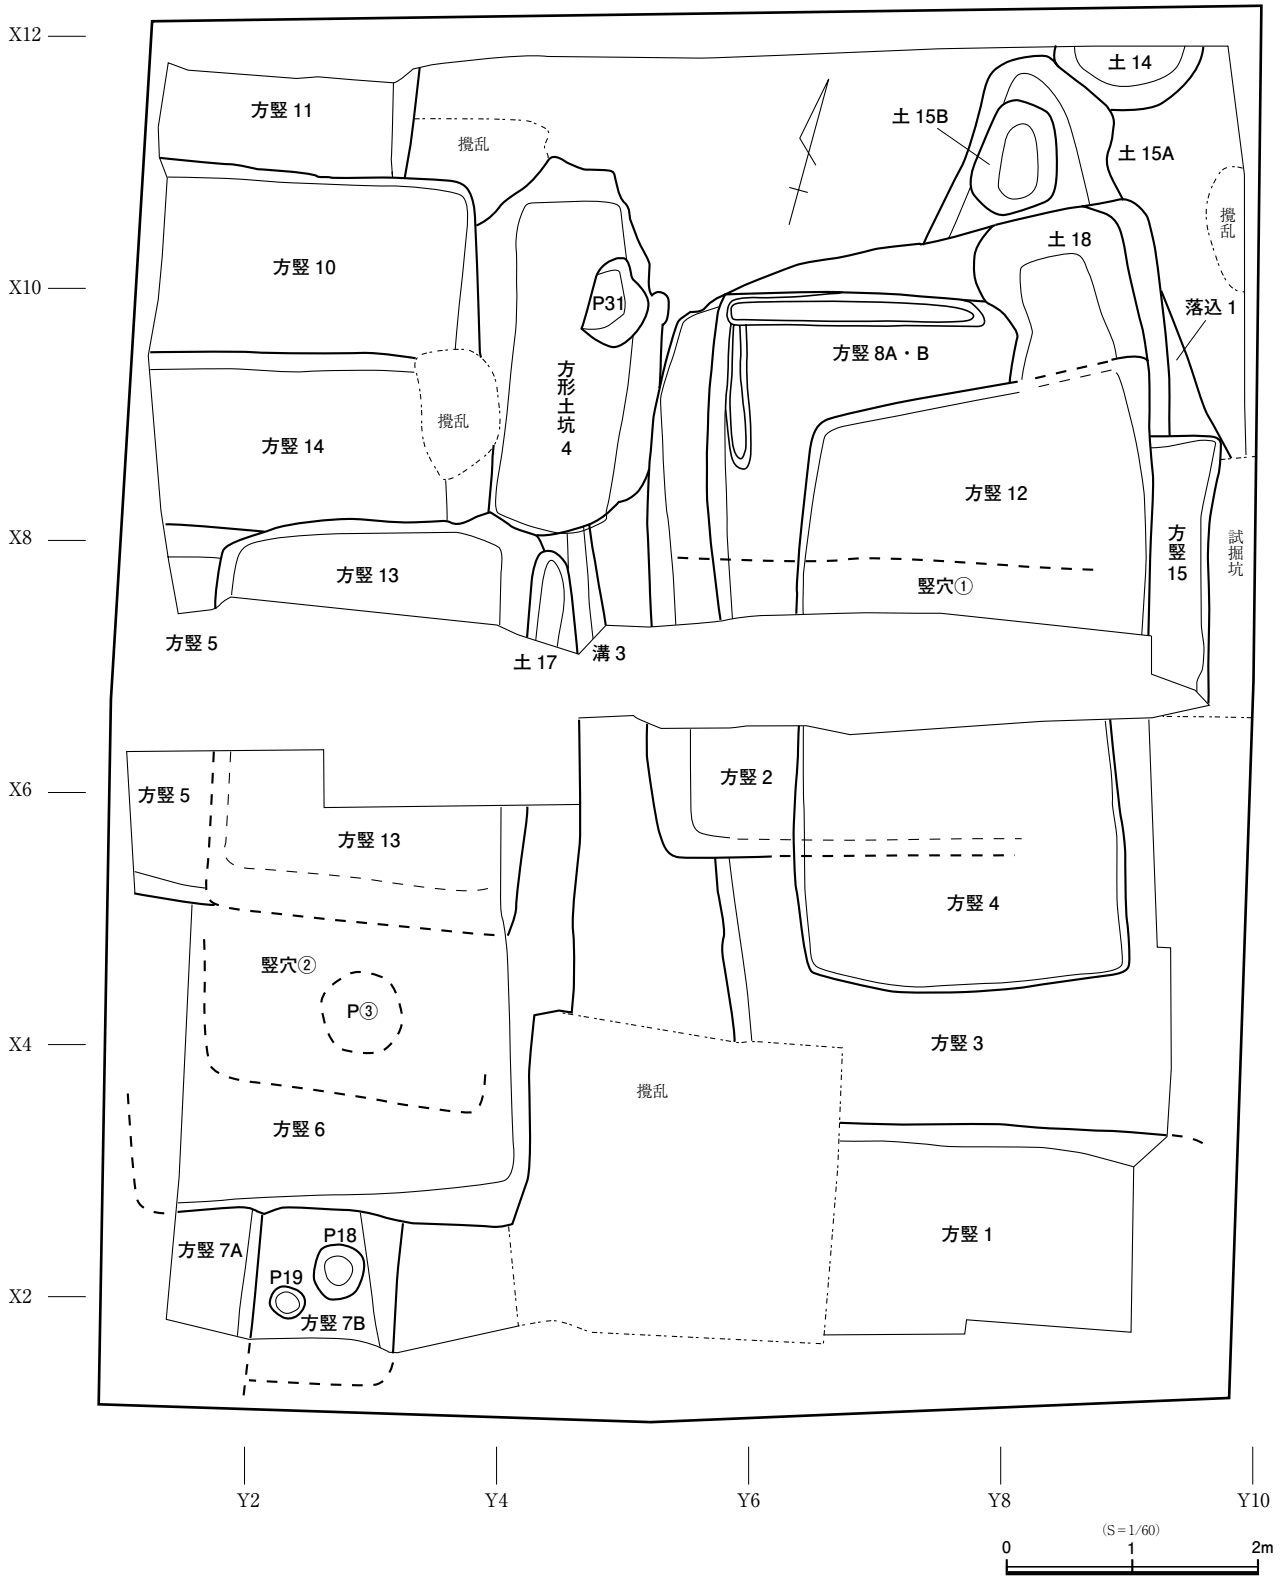 X12
土 14
方竪 11
土 15B
攪乱
土 15A
攪乱
土 18
方竪 10
X10
P31
落込 1
方竪 8A・B
方形土坑 4
攪乱
方竪 14
方竪 12
X8
方竪 15
試掘坑
方竪 13
竪穴①
方竪 5
土 17
溝 3
方竪 2
X6
方竪 5
方竪 13
方竪 4
竪穴②
P③
X4
方竪 3
攪乱
方竪 6
方竪 1
P18
方竪 7A
P19
X2
方竪 7B
Y2
Y4
Y6
Y8
Y10
(S=1/60)
0 1 2m